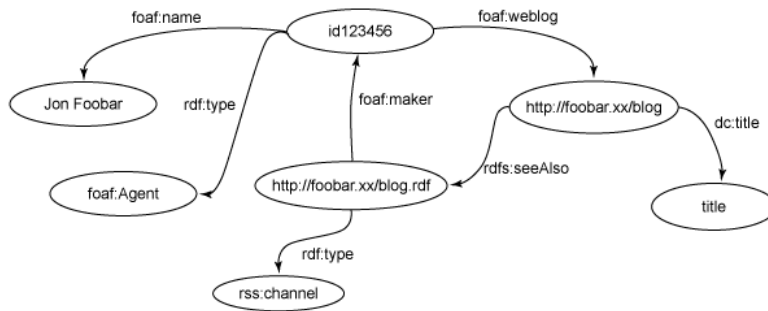 foaf:name
id123456
foaf:weblog
Jon Foobar
rdf:type
foaf:maker
http://foobar.xx/blog
dc:title
rdfs:seeAlso
foaf:Agent
http://foobar.xx/blog.rdf
title
rdf:type
rss:channel